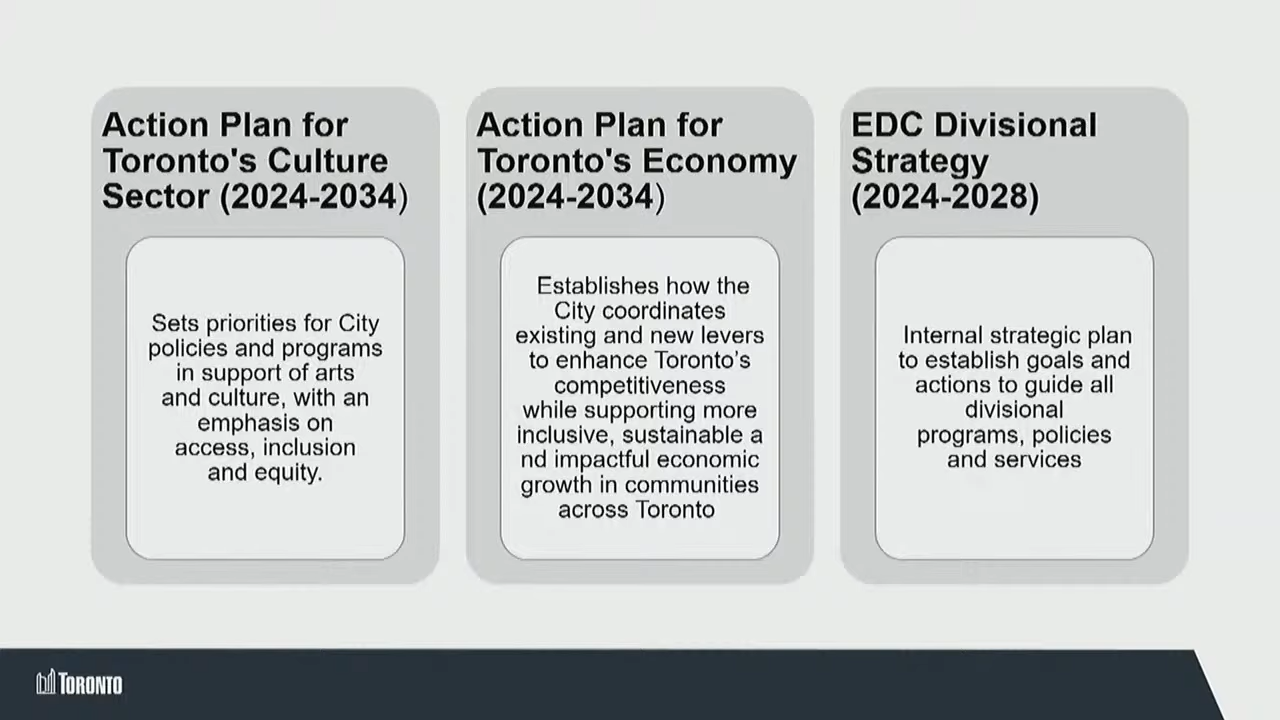 Action Plan for
Toronto's Culture
Sector (2024-2034)
Sets priorities for City
policies and programs
in support of arts
and culture, with an
emphasis on
access, inclusion
and equity.
Action Plan for
Toronto's Economy
(2024-2034)
Establishes how the
City coordinates
existing and new levers
to enhance Toronto’s
competitiveness
while supporting more
inclusive, sustainable a
nd impactful economic
growth in communities
across Toronto
EDC Divisional
Strategy
(2024-2028)
Internal strategic plan
to establish goals and
actions to guide all
divisional
programs, policies
and services
TORONTO